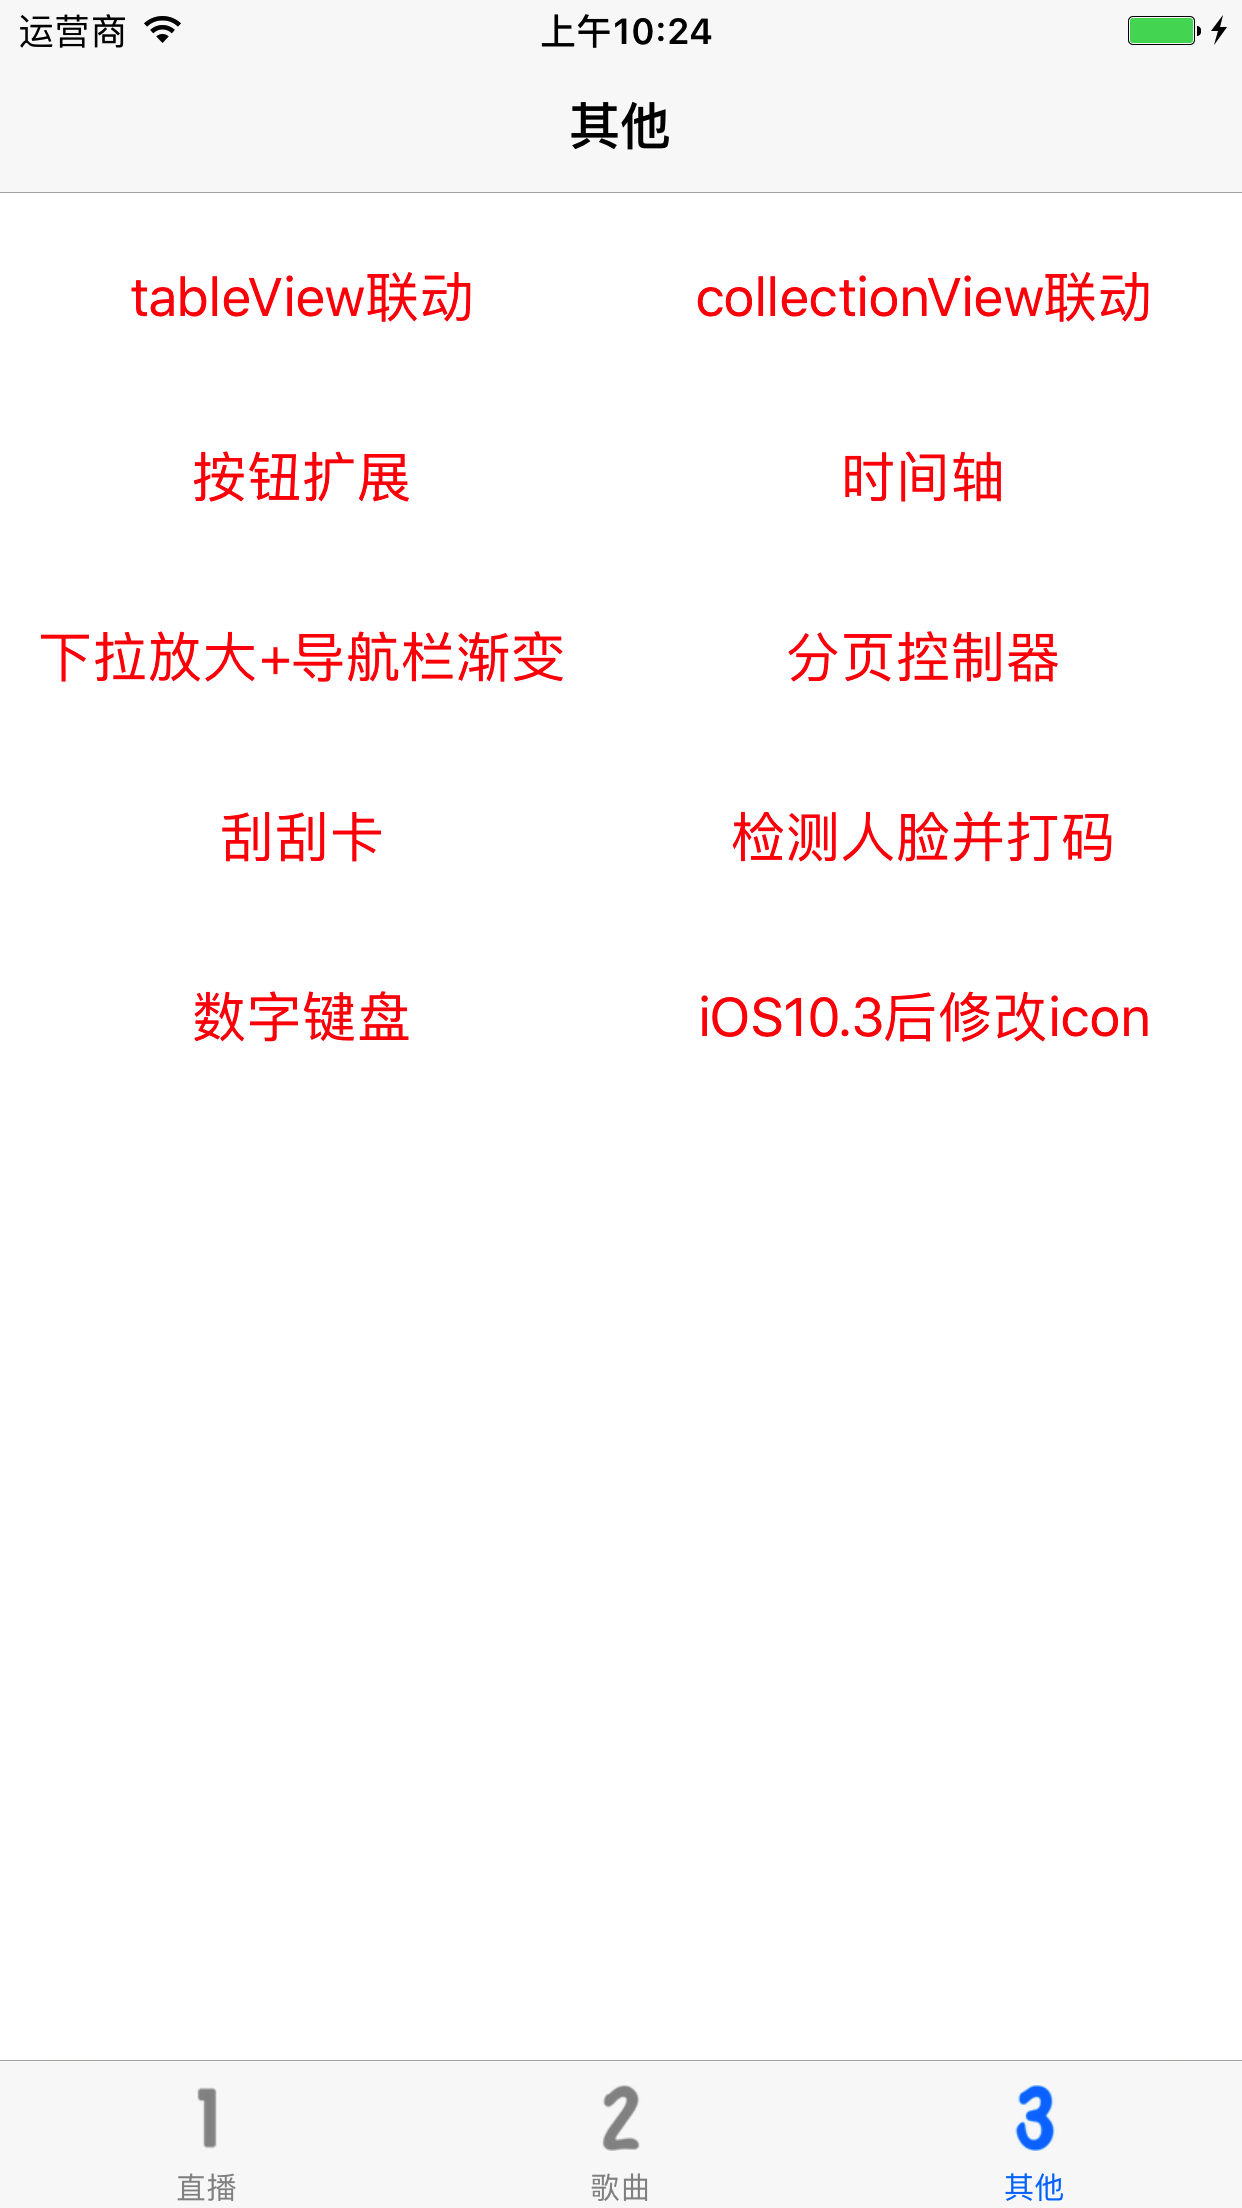 运营商 上午10:24
其他
tableView联动 collectionView联动
按钮扩展 时间轴
下拉放大+导航栏渐变 分页控制器
刮刮卡 检测人脸并打码
数字键盘 iOS10.3后修改icon
1 2 3
直播 歌曲 其他